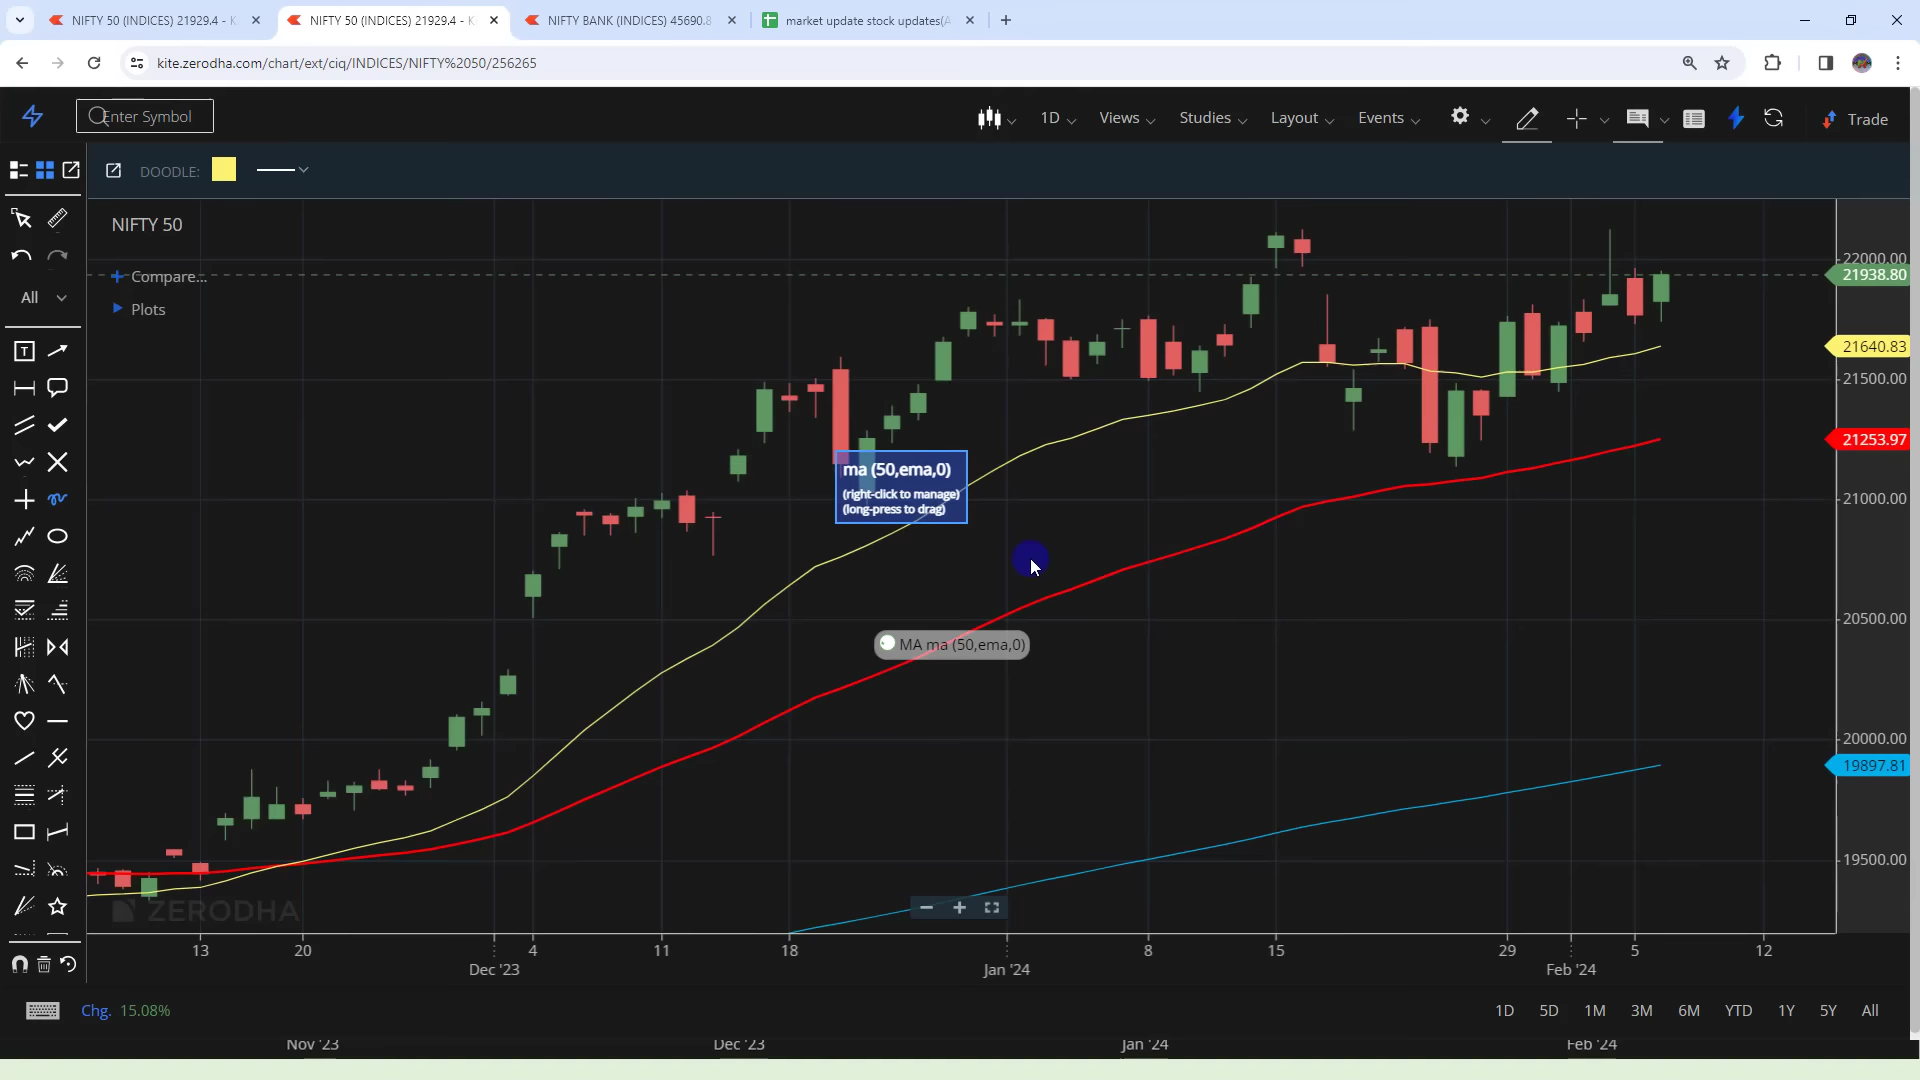 NIFTY 50 (INDICES) 21929.4 - K
NIFTY 50 (INDICES) 21929.4 - K
NIFTY BANK (INDICES) 45690.8
market update stock updates(A
kite.zerodha.com/chart/ext/ciq/INDICES/NIFTY%2050/256265
Enter Symbol
1D
Views
Studies
Layout
Events
Trade
DOODLE:
NIFTY 50
Compare...
Plots
All
22000.00
21938.80
21640.83
21500.00
21253.97
21000.00
20500.00
20000.00
19897.81
19500.00
ma (50,ema,0)
(right-click to manage)
(long-press to drag)
MA ma (50,ema,0)
ZERODHA
13 20 4 11 18 8 15 29 5 12
Dec '23 Jan '24 Feb '24
Chg. 15.08%
1D 5D 1M 3M 6M YTD 1Y 5Y All
Nov '23 Dec '23 Jan '24 Feb '24